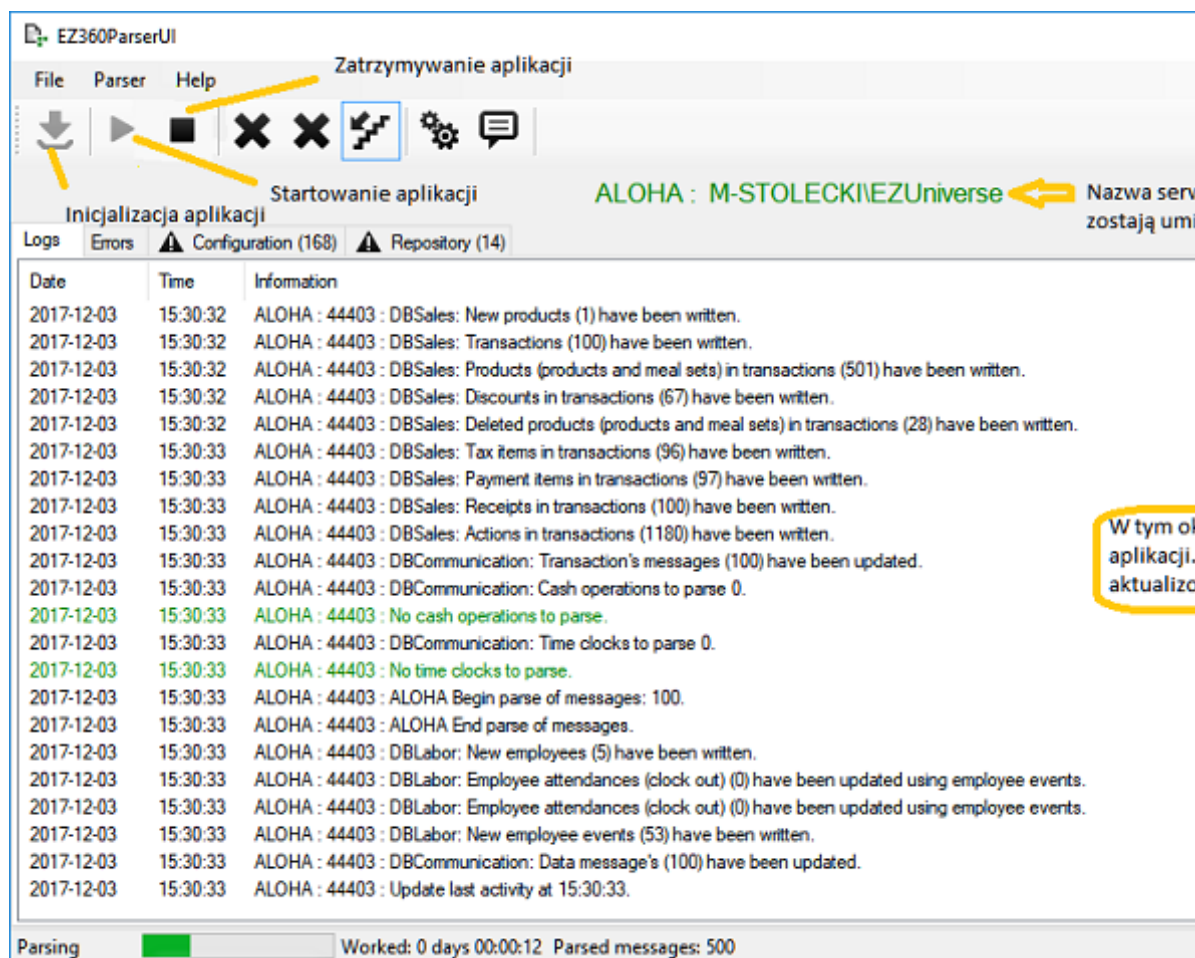 EZ360ParserUI
File Parser Help
Zatrzymywanie aplikacji
Startowanie aplikacji
Inicjalizacja aplikacji
ALOHA : M-STOLECKI\EZUniverse
Nazwa
zostają
Logs Errors Configuration (168) Repository (14)
Date Time Information
2017-12-03 15:30:32 ALOHA : 44403 : DBSales: New products (1) have been written.
2017-12-03 15:30:32 ALOHA : 44403 : DBSales: Transactions (100) have been written.
2017-12-03 15:30:32 ALOHA : 44403 : DBSales: Products (products and meal sets) in transactions (501) have been written.
2017-12-03 15:30:32 ALOHA : 44403 : DBSales: Discounts in transactions (67) have been written.
2017-12-03 15:30:32 ALOHA : 44403 : DBSales: Deleted products (products and meal sets) in transactions (28) have been written.
2017-12-03 15:30:33 ALOHA : 44403 : DBSales: Tax items in transactions (96) have been written.
2017-12-03 15:30:33 ALOHA : 44403 : DBSales: Payment items in transactions (97) have been written.
2017-12-03 15:30:33 ALOHA : 44403 : DBSales: Receipts in transactions (100) have been written.
2017-12-03 15:30:33 ALOHA : 44403 : DBSales: Actions in transactions (1180) have been written.
2017-12-03 15:30:33 ALOHA : 44403 : DBCommunication: Transaction's messages (100) have been updated.
2017-12-03 15:30:33 ALOHA : 44403 : DBCommunication: Cash operations to parse 0.
2017-12-03 15:30:33 ALOHA : 44403 : No cash operations to parse.
2017-12-03 15:30:33 ALOHA : 44403 : DBCommunication: Time clocks to parse 0.
2017-12-03 15:30:33 ALOHA : 44403 : No time clocks to parse.
2017-12-03 15:30:33 ALOHA : 44403 : ALOHA Begin parse of messages: 100.
2017-12-03 15:30:33 ALOHA : 44403 : ALOHA End parse of messages.
2017-12-03 15:30:33 ALOHA : 44403 : DBLabor: New employees (5) have been written.
2017-12-03 15:30:33 ALOHA : 44403 : DBLabor: Employee attendances (clock out) (0) have been updated using employee events.
2017-12-03 15:30:33 ALOHA : 44403 : DBLabor: Employee attendances (clock out) (0) have been updated using employee events.
2017-12-03 15:30:33 ALOHA : 44403 : DBLabor: New employee events (53) have been written.
2017-12-03 15:30:33 ALOHA : 44403 : DBCommunication: Data message's (100) have been updated.
2017-12-03 15:30:33 ALOHA : 44403 : Update last activity at 15:30:33.
W tym
aplikacji.
Parsing Worked: 0 days 00:00:12 Parsed messages: 500